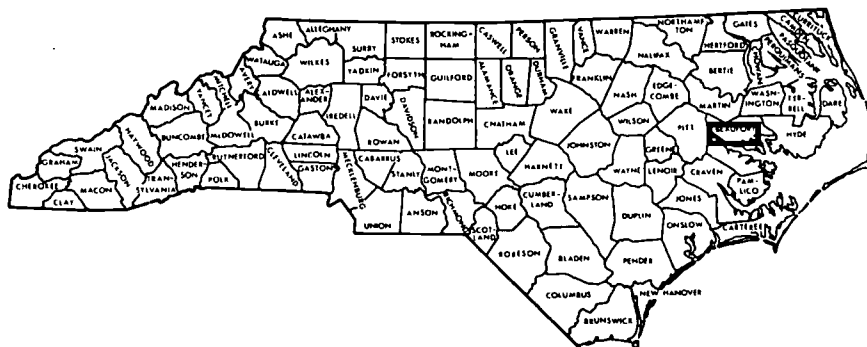 ASHE
ALLEGHANY
SURRY
STOKES
ROCKING-
HAM
CASWELL
PERSON
GRANVILLE
VANCE
WARREN
NORTHAMP-
TON
GATES
HERTFORD
CURRITUCK
CAMDEN
PASQUOTANK
PERQUIMANS
CHOWAN
WATAUGA
WILKES
YADKIN
FORSYTH
GUILFORD
ALAMANCE
ORANGE
DURHAM
FRANKLIN
HALIFAX
BERTIE
MITCHELL
AVERY
CALDWELL
ALEX-
ANDER
IREDELL
DAVIE
DAVIDSON
RANDOLPH
CHATHAM
WAKE
NASH
EDGE-
COMBE
MARTIN
WASH-
INGTON
DARE
MADISON
YANCEY
BURKE
CATAWBA
ROWAN
WILSON
PITT
BEAUFORT
HYDE
SWAIN
HAYWOOD
BUNCOMBE
McDOWELL
LINCOLN
CABARRUS
STANLY
MONT-
GOMERY
MOORE
LEE
HARNETT
JOHNSTON
GREENE
WAYNE
LENOIR
CRAVEN
PAM-
LICO
GRAHAM
JACKSON
HENDER-
SON
RUTHERFORD
CLEVELAND
GASTON
MECKLENBURG
CHEROKEE
CLAY
MACON
TRAN-
SYLVANIA
POLK
UNION
ANSON
RICHMOND
SCOT-
LAND
HOKE
CUMBER-
LAND
SAMPSON
DUPLIN
JONES
ONSLOW
CARTERET
ROBESON
BLADEN
PENDER
COLUMBUS
NEW HANOVER
BRUNSWICK